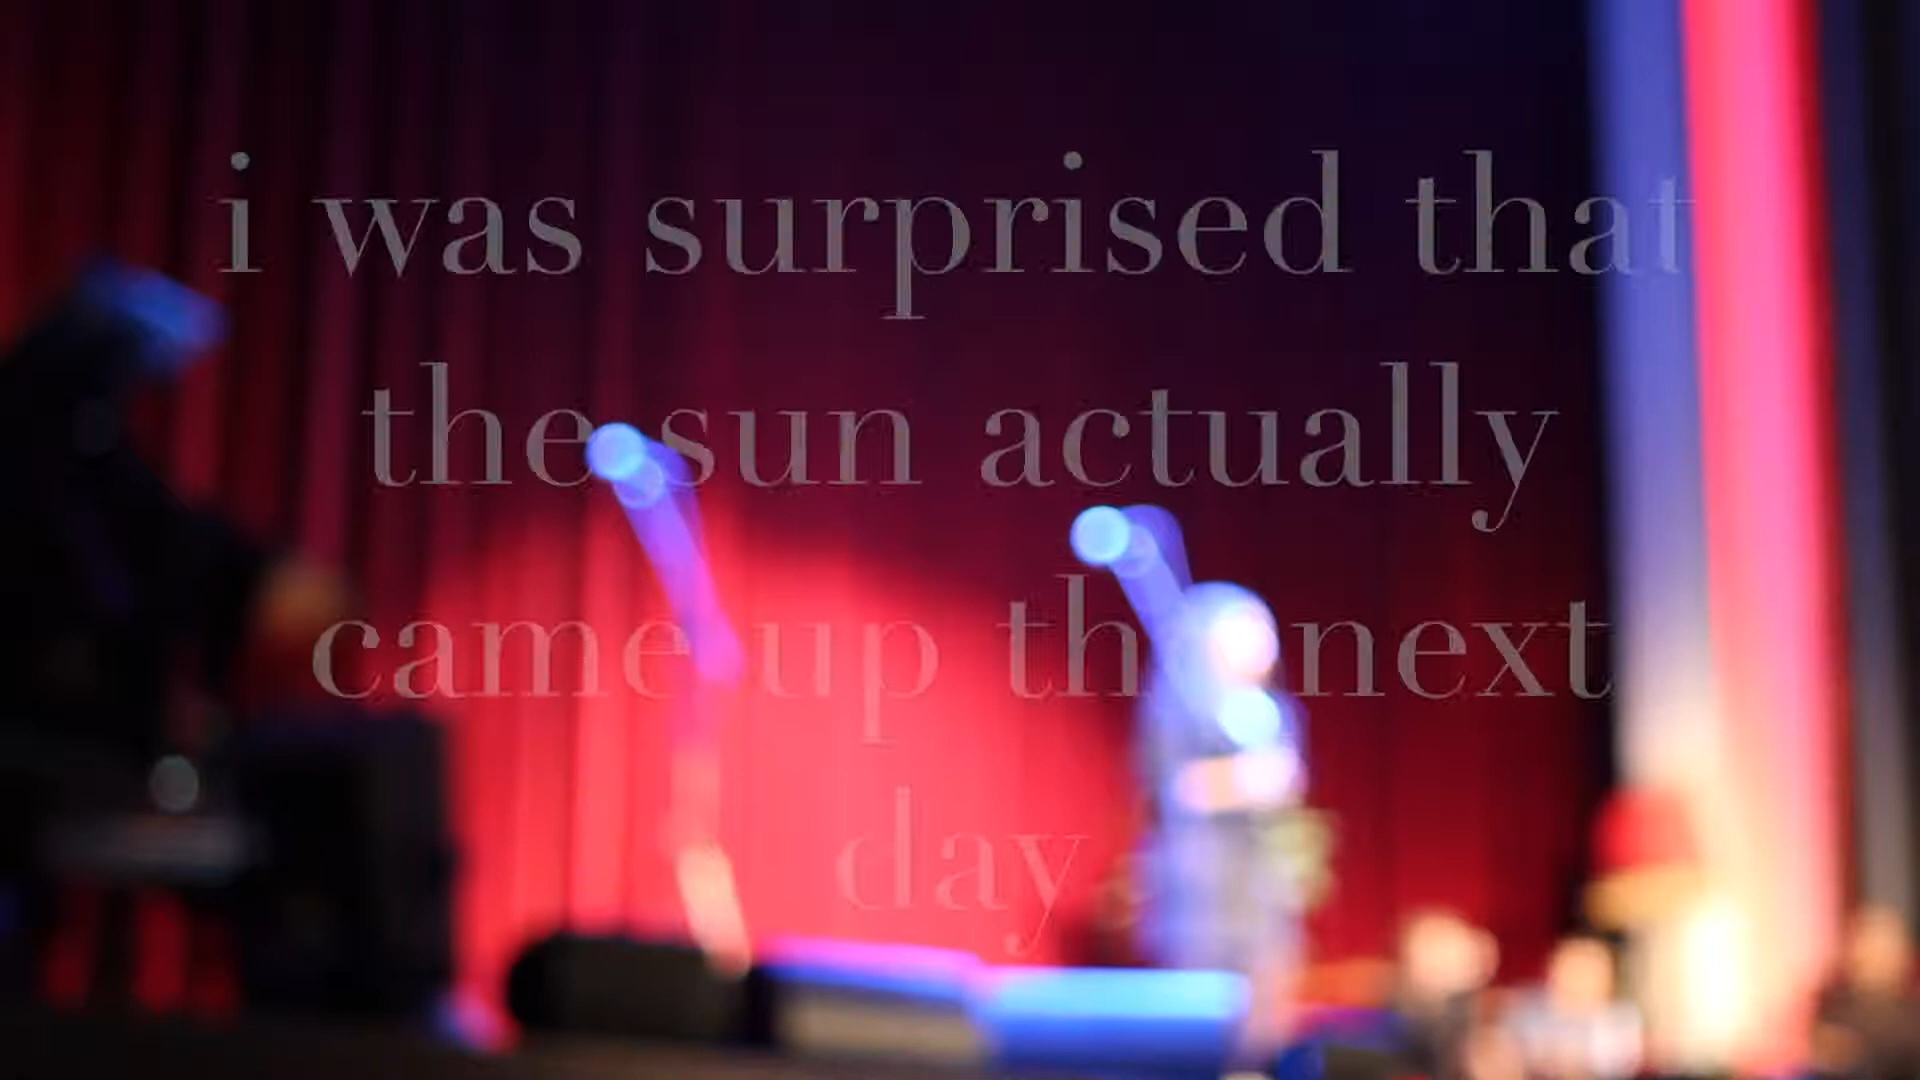 i was surprised that
the sun actually
came up the next
day